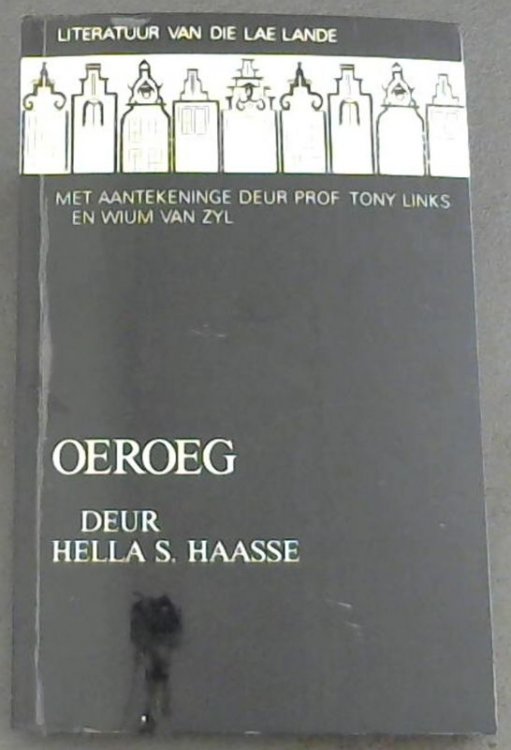 LITERATUUR VAN DIE LAE LANDE
MET AANTEKENINGE DEUR PROF TONY LINKS
EN WIUM VAN ZYL
OEROEG
DEUR
HELLA S. HAASSE